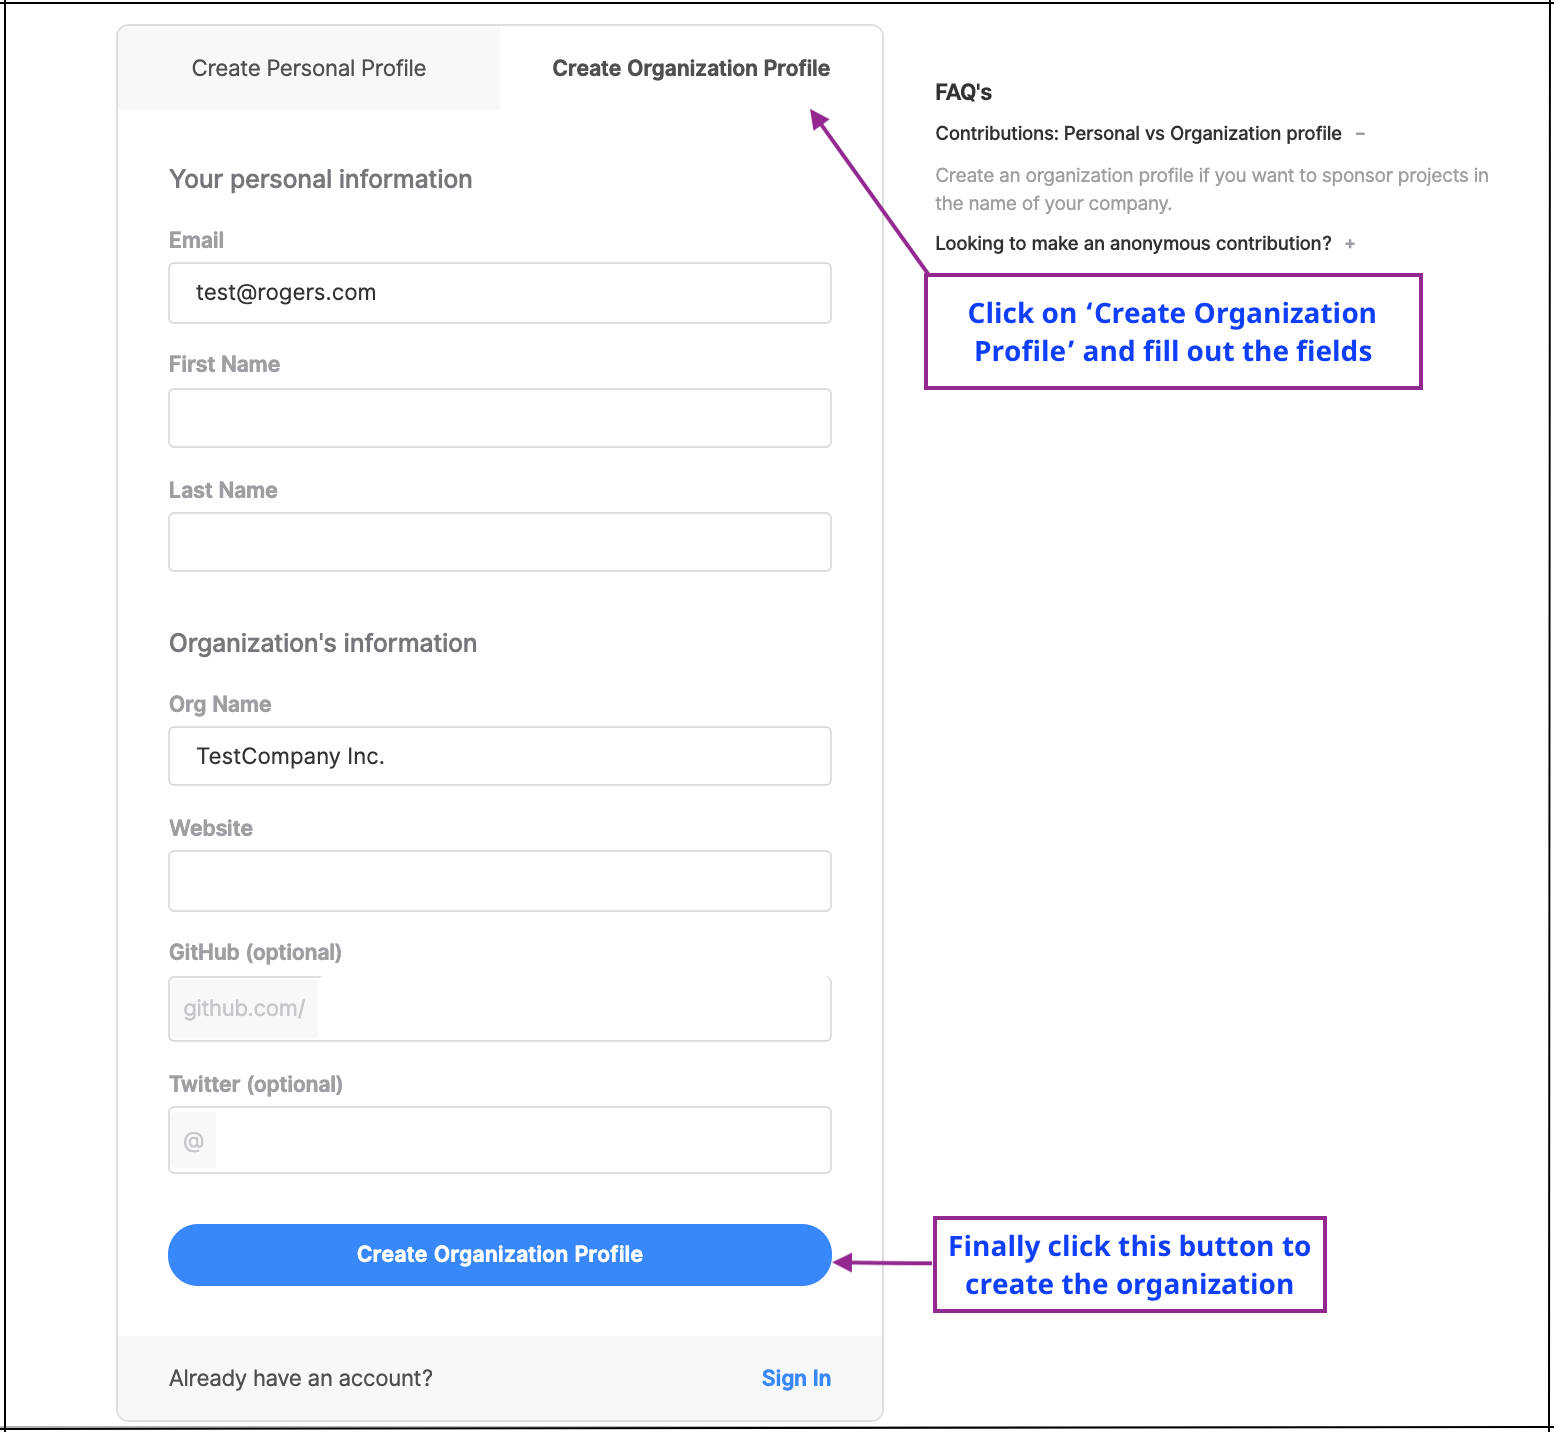 Create Personal Profile
Create Organization Profile
Your personal information
Email
test@rogers.com
First Name
Last Name
Organization's information
Org Name
TestCompany Inc.
Website
GitHub (optional)
github.com/
Twitter (optional)
@
Create Organization Profile
Already have an account?
Sign In
FAQ's
Contributions: Personal vs Organization profile –
Create an organization profile if you want to sponsor projects in
the name of your company.
Looking to make an anonymous contribution? +
Click on ‘Create Organization
Profile’ and fill out the fields
Finally click this button to
create the organization